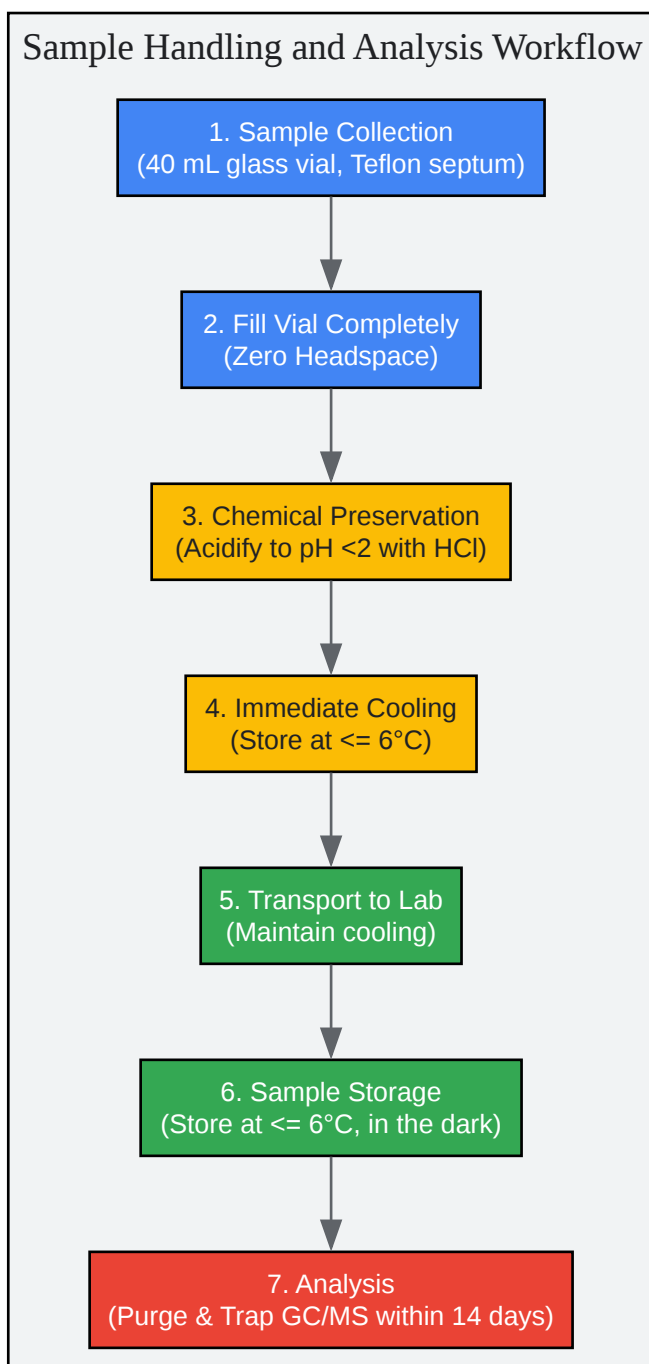 Sample Handling and Analysis Workflow
1. Sample Collection
(40 mL glass vial, Teflon septum)
2. Fill Vial Completely
(Zero Headspace)
3. Chemical Preservation
(Acidify to pH <2 with HCl)
4. Immediate Cooling
(Store at <= 6°C)
5. Transport to Lab
(Maintain cooling)
6. Sample Storage
(Store at <= 6°C, in the dark)
7. Analysis
(Purge & Trap GC/MS within 14 days)